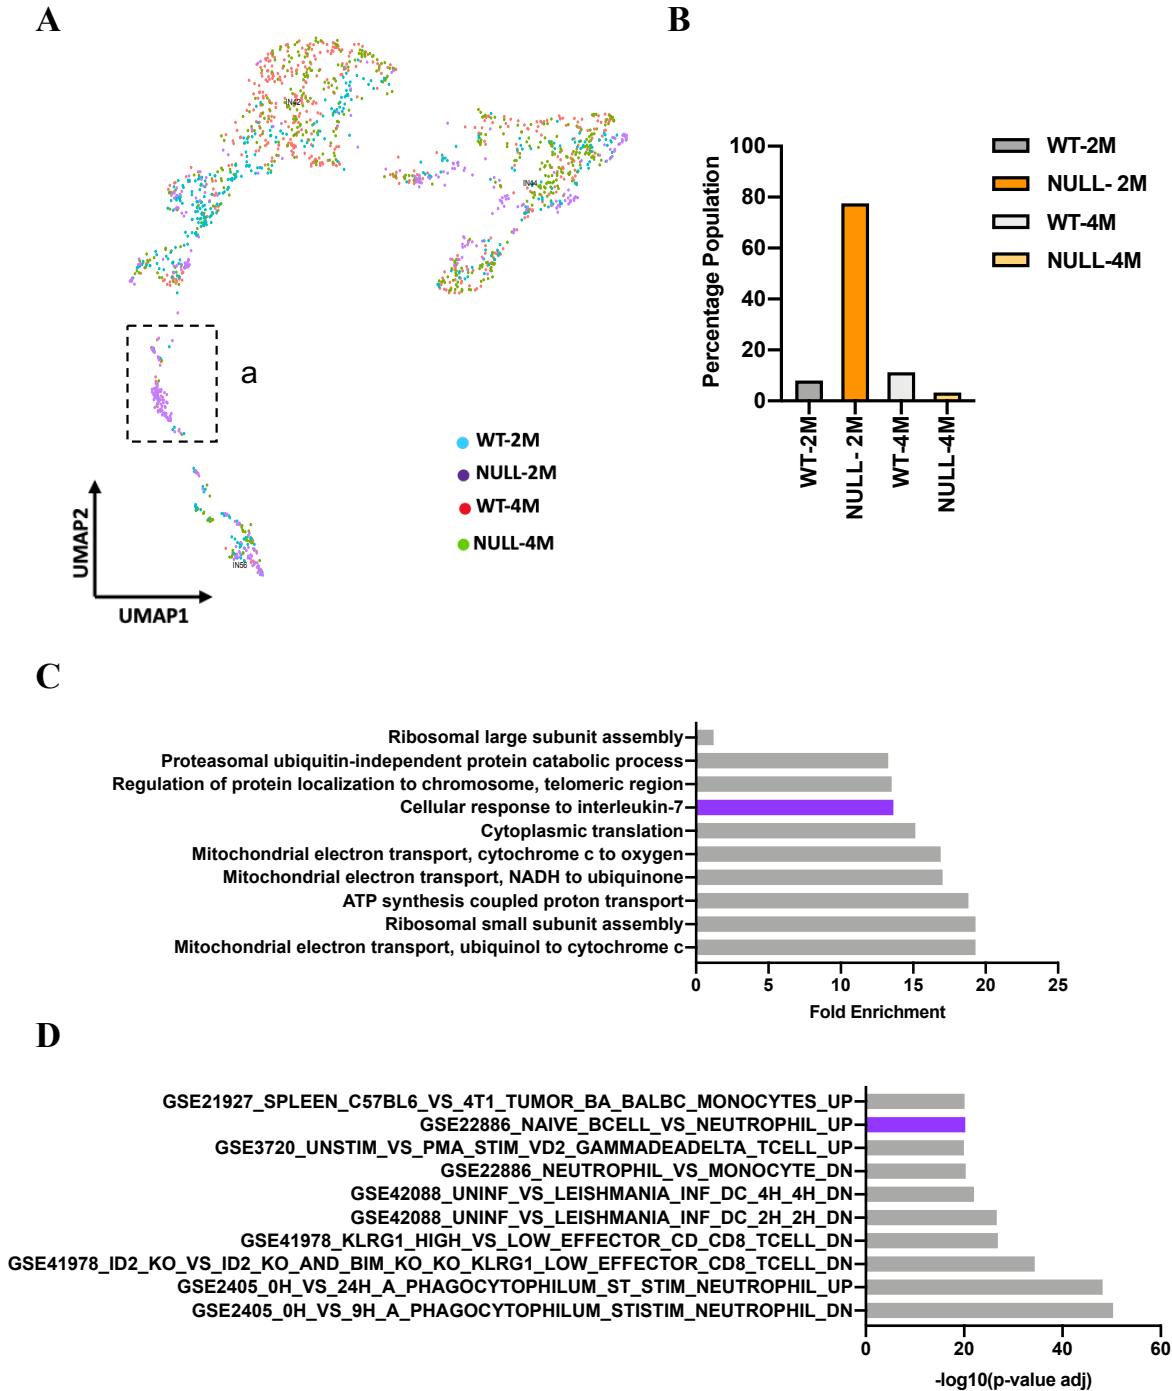 A
IN42
IN44
a
WT-2M
NULL-2M
WT-4M
NULL-4M
IN58
UMAP2
UMAP1
B
Percentage Population
100
80
60
40
20
0
WT-2M
NULL- 2M
WT-4M
NULL-4M
WT-2M
NULL- 2M
WT-4M
NULL-4M
C
Ribosomal large subunit assembly
Proteasomal ubiquitin-independent protein catabolic process
Regulation of protein localization to chromosome, telomeric region
Cellular response to interleukin-7
Cytoplasmic translation
Mitochondrial electron transport, cytochrome c to oxygen
Mitochondrial electron transport, NADH to ubiquinone
ATP synthesis coupled proton transport
Ribosomal small subunit assembly
Mitochondrial electron transport, ubiquinol to cytochrome c
0 5 10 15 20 25
Fold Enrichment
D
GSE21927_SPLEEN_C57BL6_VS_4T1_TUMOR_BA_BALBC_MONOCYTES_UP
GSE22886_NAIVE_BCELL_VS_NEUTROPHIL_UP
GSE3720_UNSTIM_VS_PMA_STIM_VD2_GAMMADEADELTA_TCELL_UP
GSE22886_NEUTROPHIL_VS_MONOCYTE_DN
GSE42088_UNINF_VS_LEISHMANIA_INF_DC_4H_4H_DN
GSE42088_UNINF_VS_LEISHMANIA_INF_DC_2H_2H_DN
GSE41978_KLRG1_HIGH_VS_LOW_EFFECTOR_CD_CD8_TCELL_DN
GSE41978_ID2_KO_VS_ID2_KO_AND_BIM_KO_KO_KLRG1_LOW_EFFECTOR_CD8_TCELL_DN
GSE2405_0H_VS_24H_A_PHAGOCYTOPHILUM_ST_STIM_NEUTROPHIL_UP
GSE2405_0H_VS_9H_A_PHAGOCYTOPHILUM_STISTIM_NEUTROPHIL_DN
0 20 40 60
-log10(p-value adj)